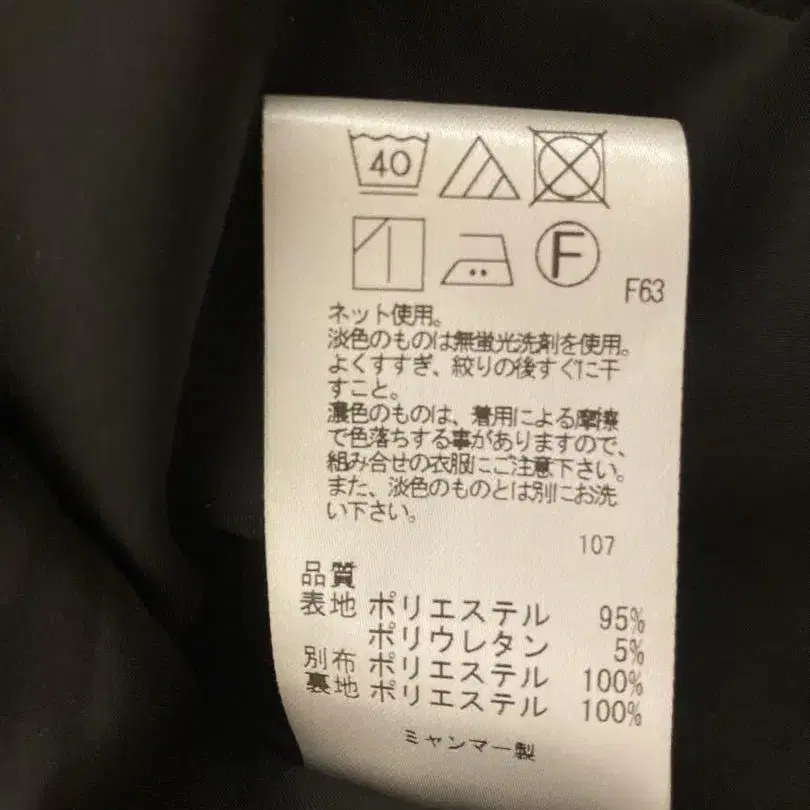 40
F
F63
ネット使用。
淡色のものは無蛍光洗剤を使用。
よくすすぎ、絞りの後すぐに干
すこと。
濃色のものは、着用による摩擦
で色落ちする事がありますので、
組み合せの衣服にご注意下さい。
また、淡色のものとは別にお洗
い下さい。
107
品質
表地 ポリエステル 95%
ポリウレタン 5%
別布 ポリエステル 100%
裏地 ポリエステル 100%
ミャンマー製